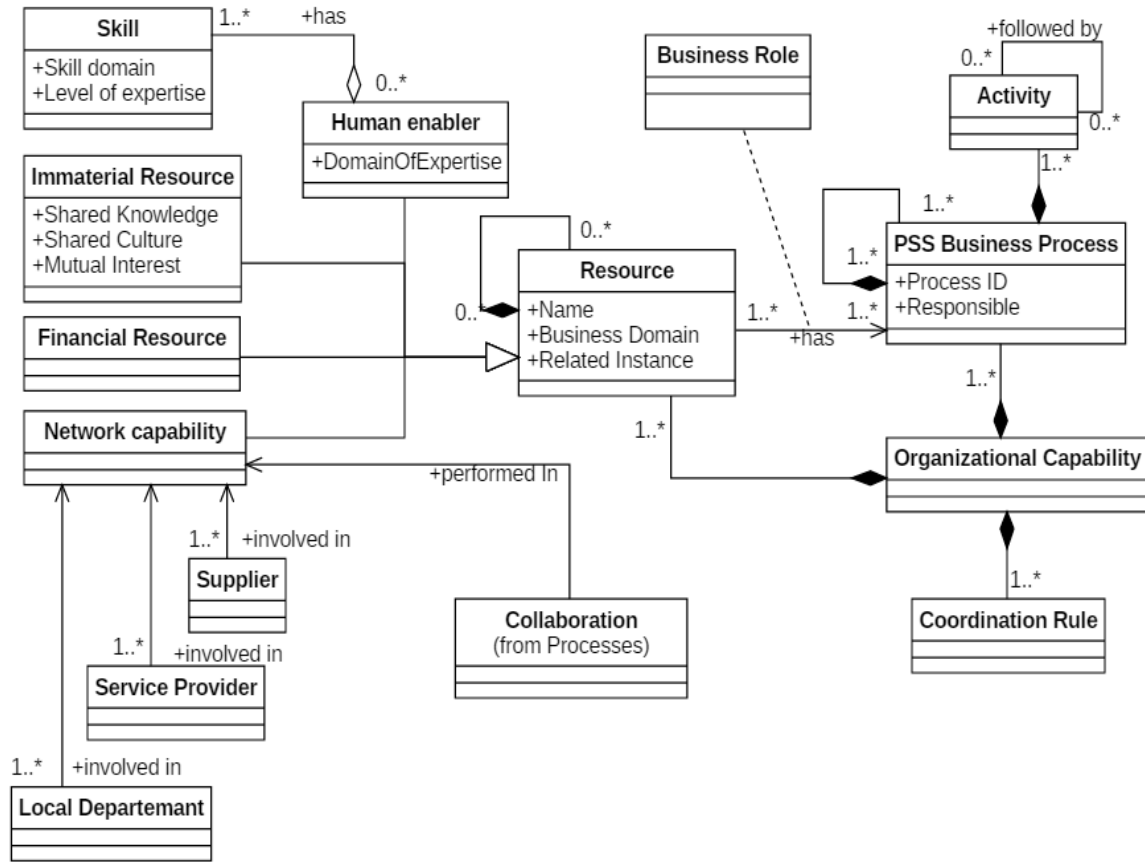 Skill
+Skill domain
+Level of expertise
1..*
+has
0..*
Human enabler
+DomainOfExpertise
Business Role
+followed by
0..*
Activity
0..*
1..*
Immaterial Resource
+Shared Knowledge
+Shared Culture
+Mutual Interest
0..*
0..*
Resource
+Name
+Business Domain
+Related Instance
1..*
1..*
PSS Business Process
+Process ID
+Responsible
1..*
1..*
+has
Financial Resource
Network capability
1..*
1..*
Organizational Capability
+performed In
1..*
+involved in
Supplier
1..*
Coordination Rule
Collaboration
(from Processes)
1..*
+involved in
Service Provider
1..*
+involved in
Local Departemant